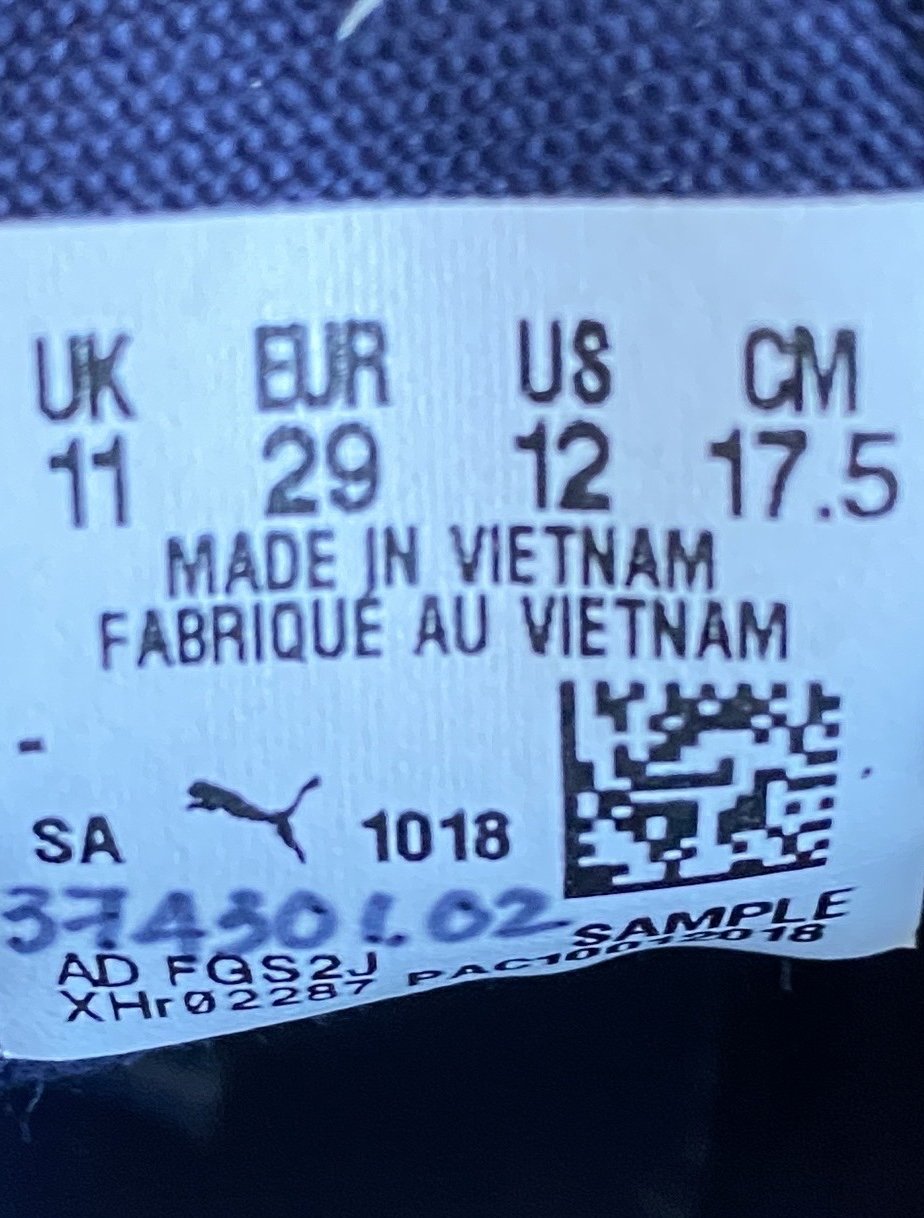 UK EUR US CM
11 29 12 17.5
MADE IN VIETNAM
FABRIQUÉ AU VIETNAM
-
SA 1018
374301.02 SAMPLE
AD FGS2J PAC10012018
XHr02287